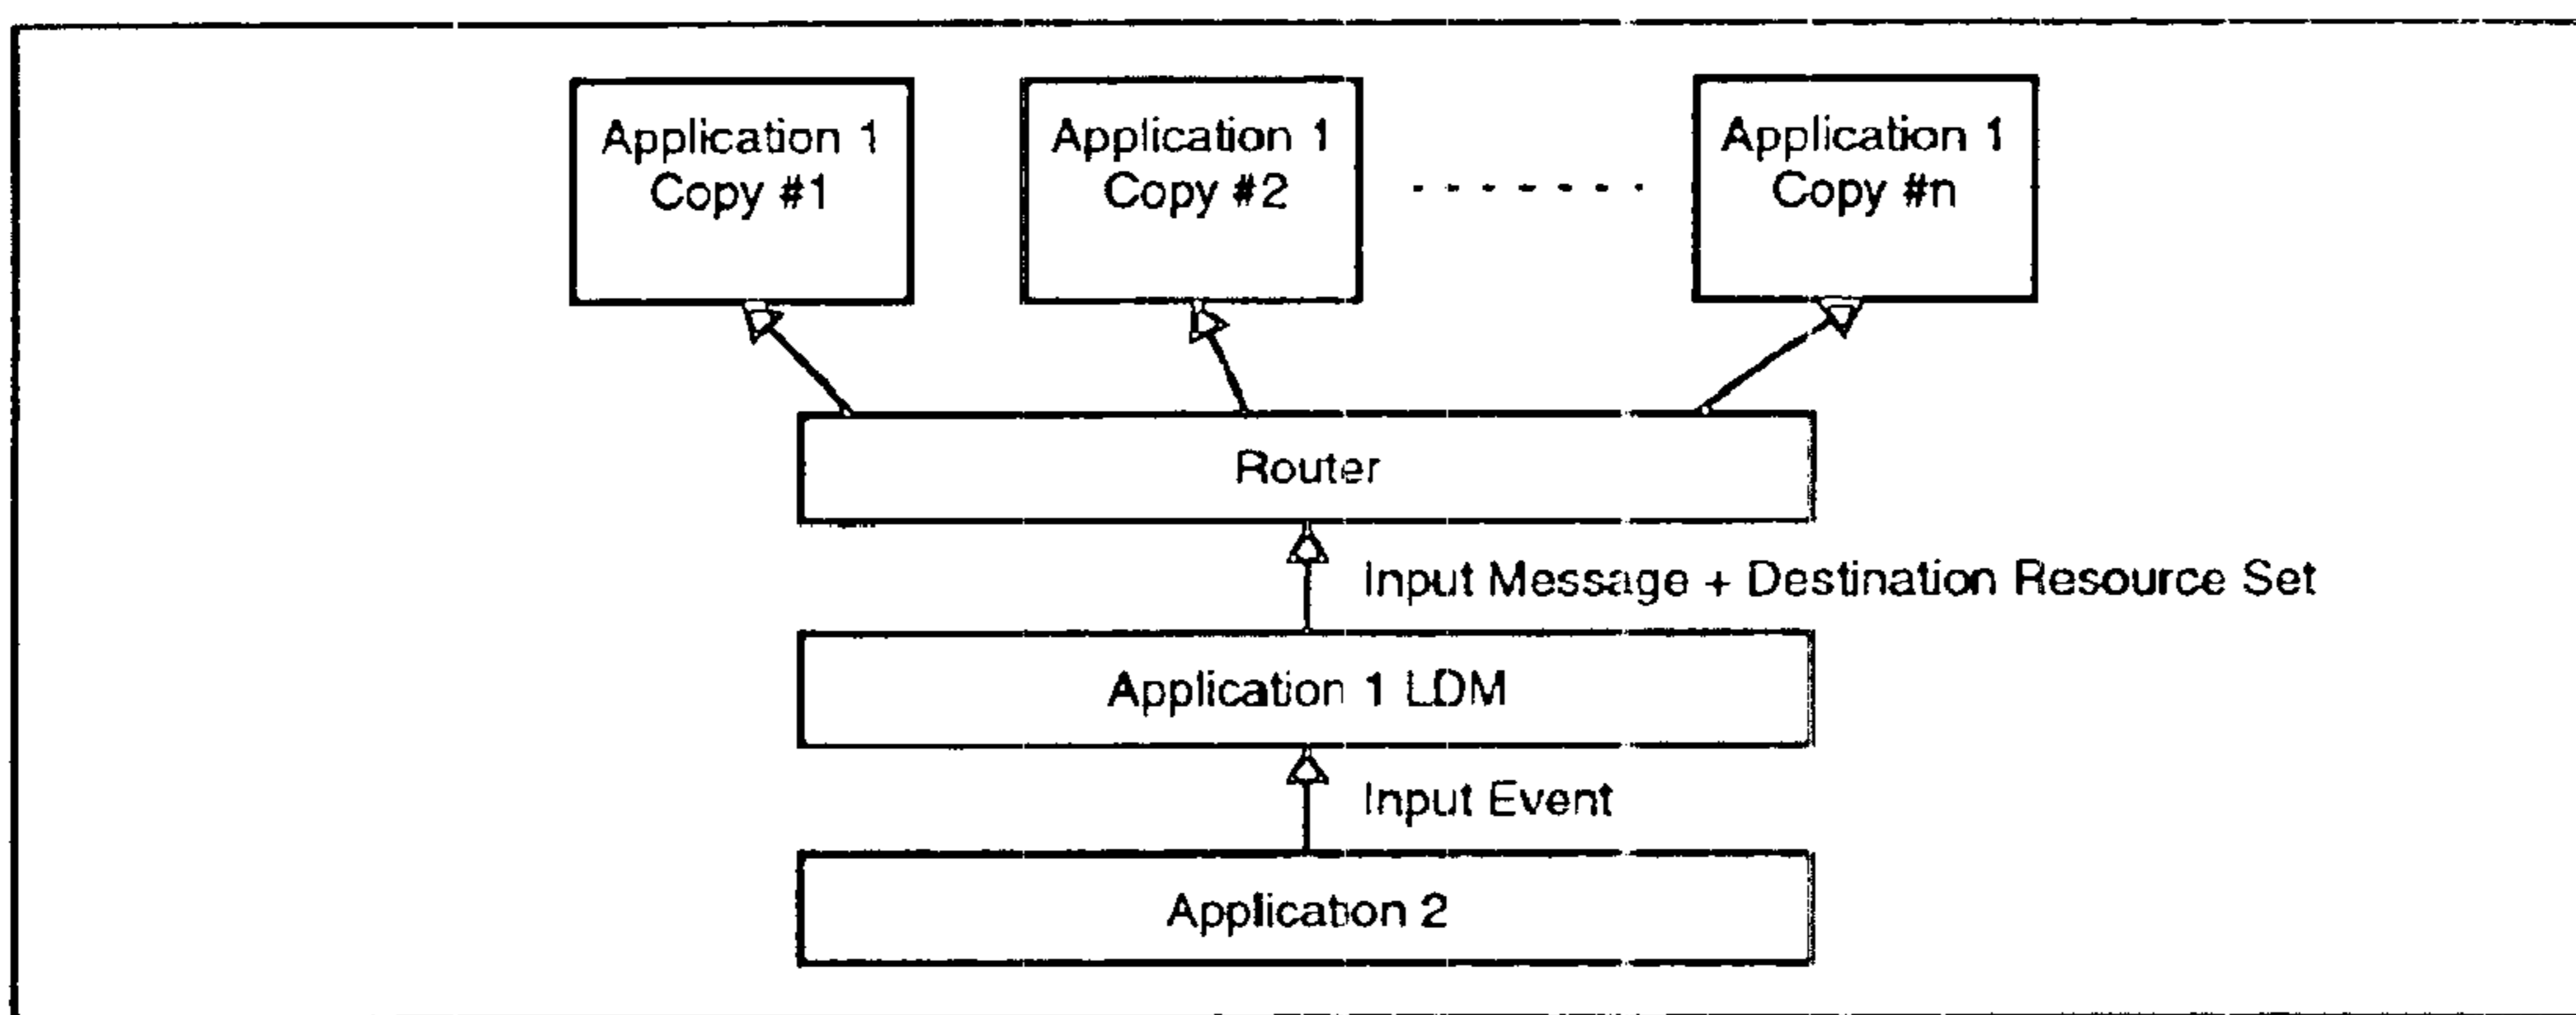 Application 1
Copy #1
Application 1
Copy #2
Application 1
Copy #n
Router
Input Message + Destination Resource Set
Application 1 LDM
Input Event
Application 2